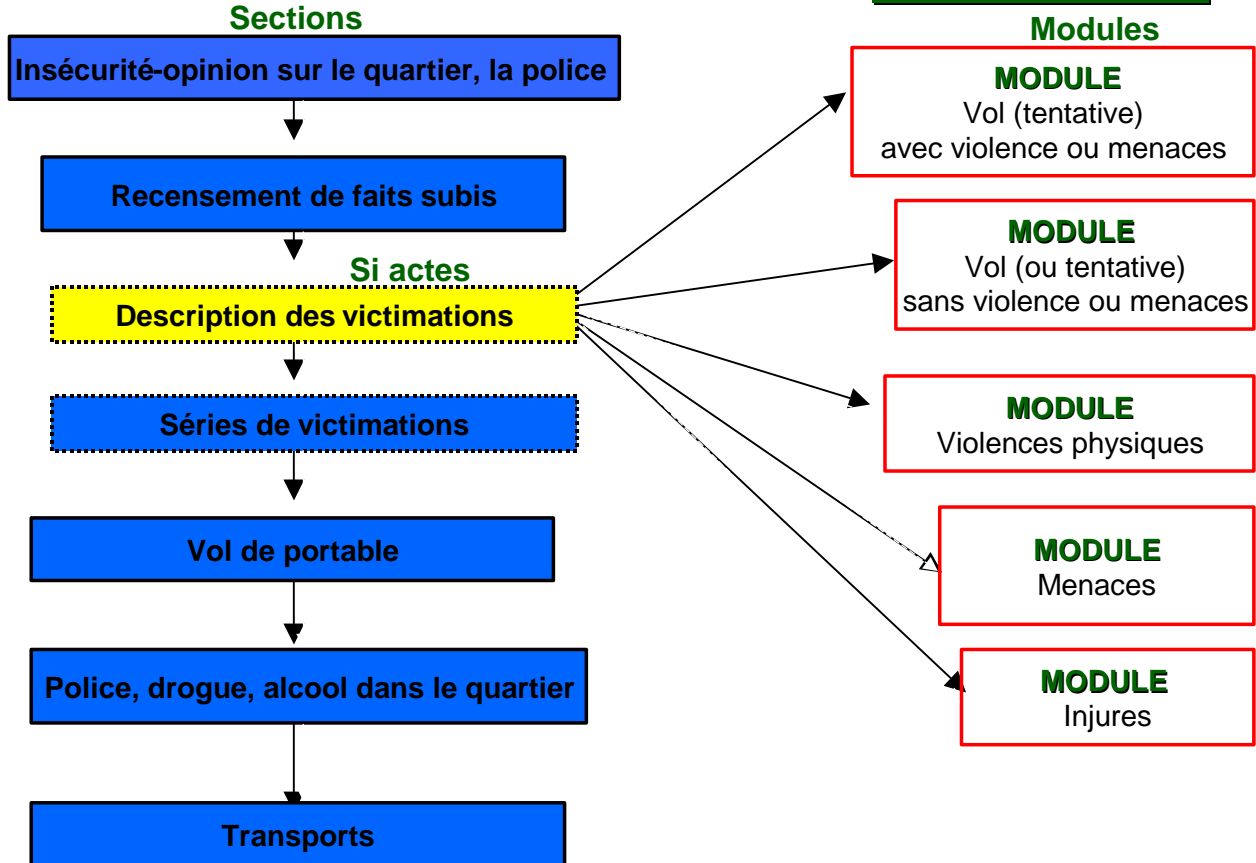 Sections
Insécurité-opinion sur le quartier, la police
Recensement de faits subis
Si actes
Description des victimations
Séries de victimations
Vol de portable
Police, drogue, alcool dans le quartier
Transports
Modules
MODULE
Vol (tentative)
avec violence ou menaces
MODULE
Vol (ou tentative)
sans violence ou menaces
MODULE
Violences physiques
MODULE
Menaces
MODULE
Injures